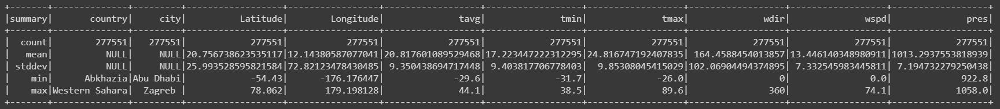 +-------+--------------+---------+------------------+-----------------+------------------+------------------+------------------+------------------+------------------+------------------+
|summary|       country|     city|          Latitude|        Longitude|              tavg|              tmin|              tmax|              wdir|              wspd|              pres|
+-------+--------------+---------+------------------+-----------------+------------------+------------------+------------------+------------------+------------------+------------------+
|  count|        277551|   277551|            277551|           277551|            277551|            277551|            277551|            277551|            277551|            277551|
|   mean|          NULL|     NULL|20.756738623535117|12.14380587077041|20.817601089529468|17.223447222312295|24.816747192407835| 164.4588454013857|13.446140348980911|1013.2937553818939|
| stddev|          NULL|     NULL|25.993528595821584|72.82123478430485| 9.350438694717448| 9.403817706778403|  9.85308045415029|102.06904494374895| 7.332545983445811| 7.194732279250438|
|    min|      Abkhazia|Abu Dhabi|            -54.43|      -176.176447|             -29.6|             -31.7|             -26.0|                 0|               0.0|             922.8|
|    max|Western Sahara|  Zagreb |            78.062|       179.198128|              44.1|              38.5|              89.6|               360|              74.1|            1058.0|
+-------+--------------+---------+------------------+-----------------+------------------+------------------+------------------+------------------+------------------+------------------+